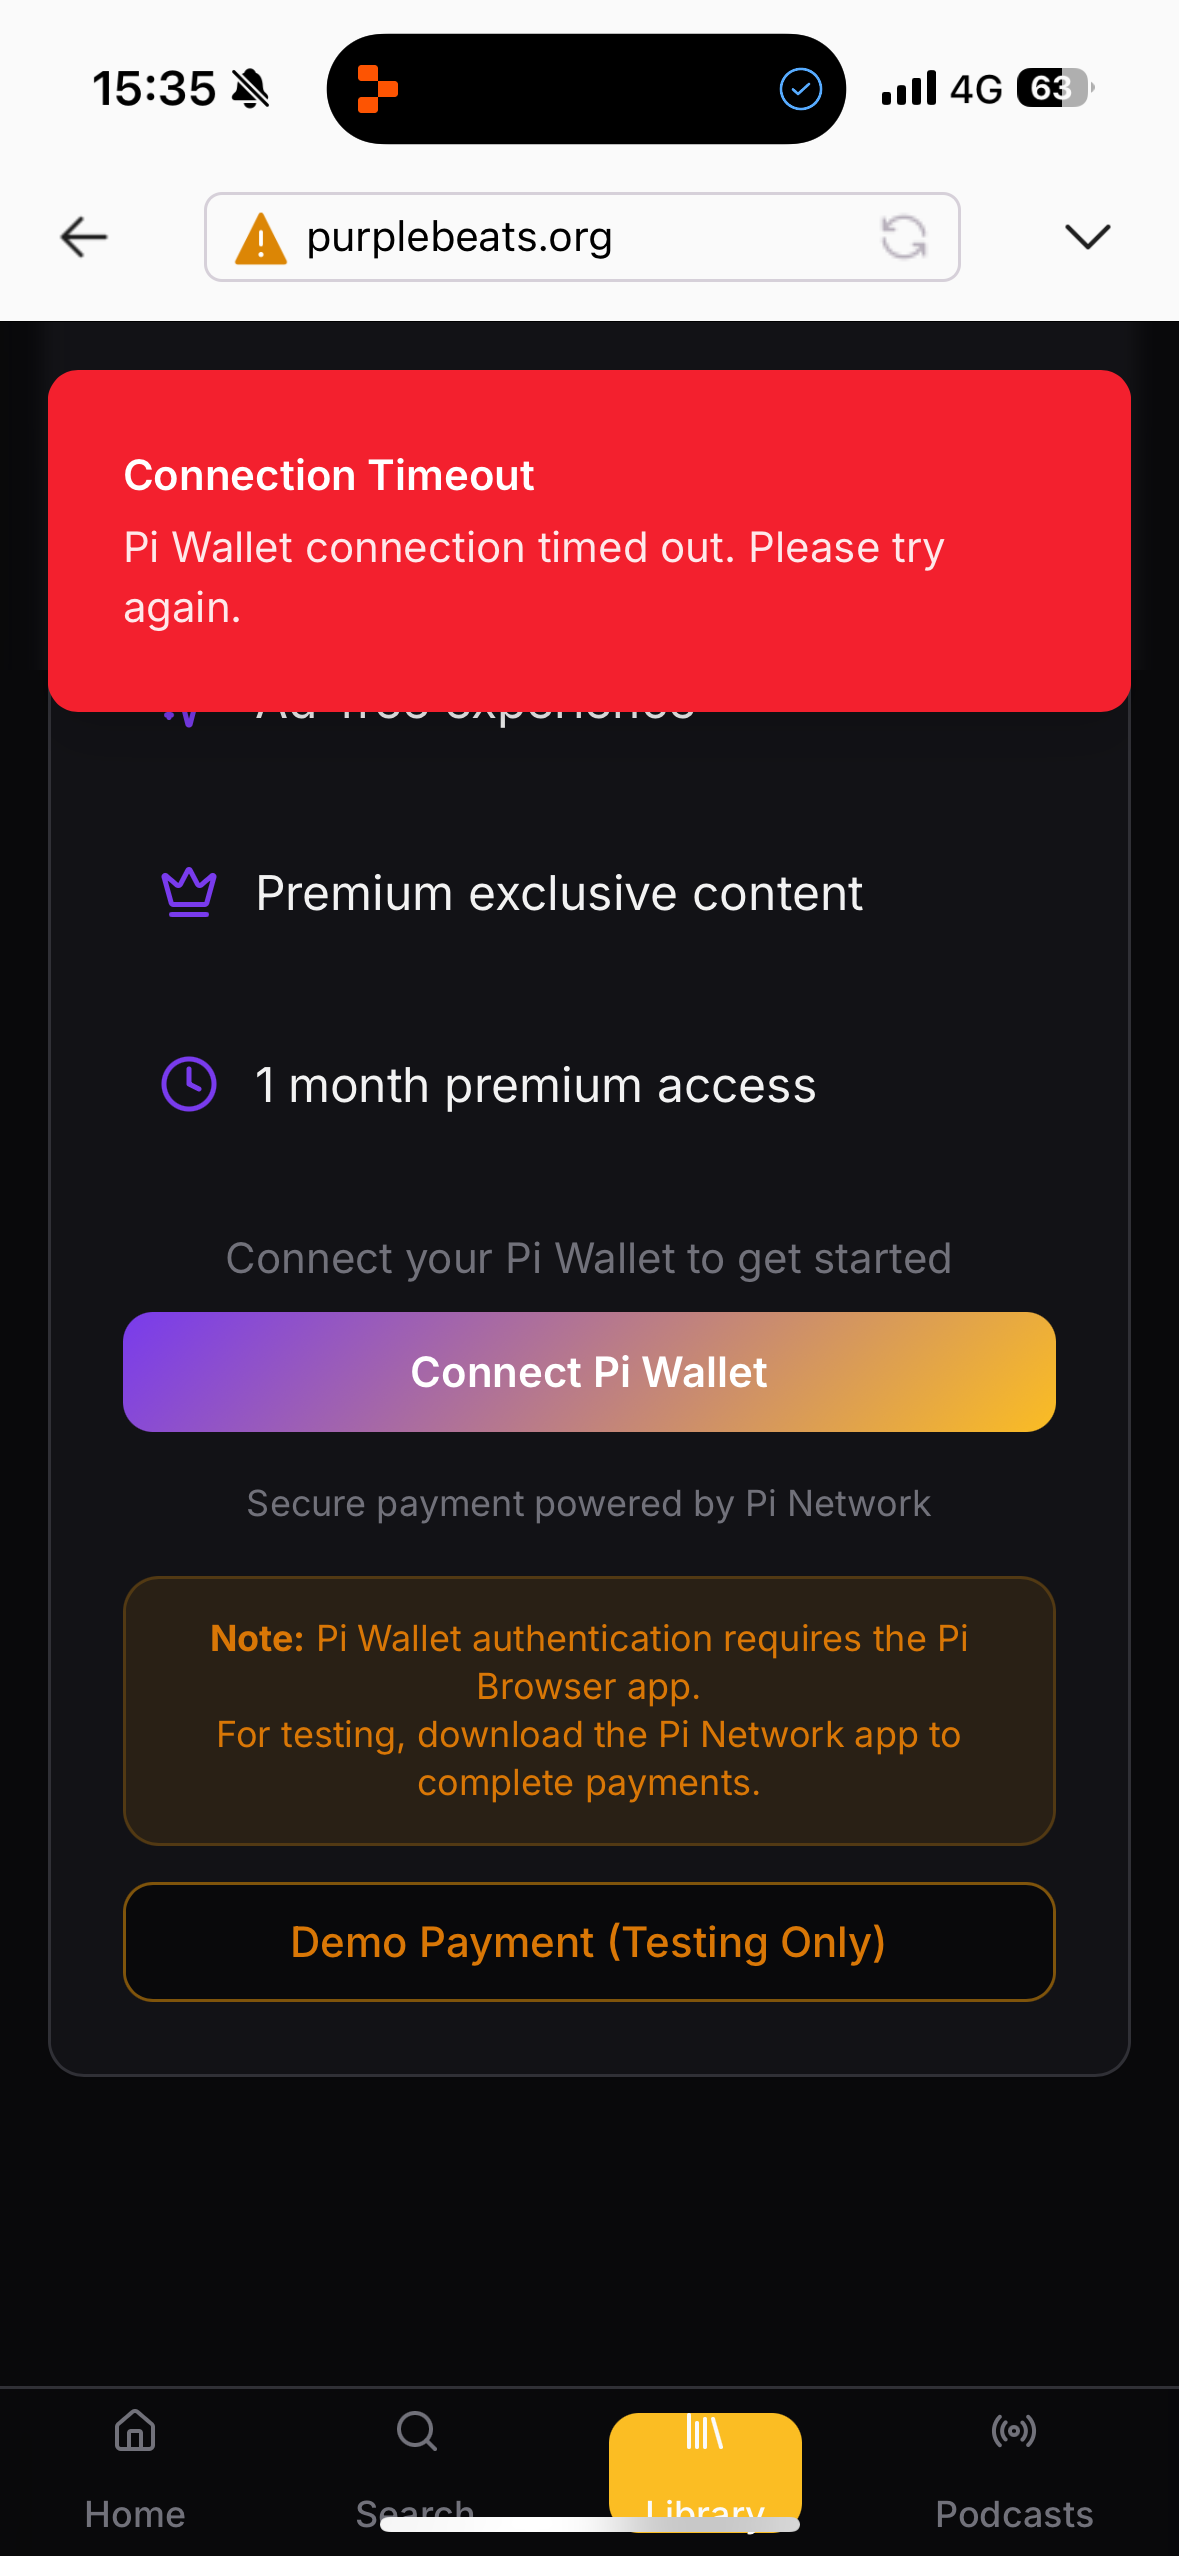 15:35
4G
63
purplebeats.org
Connection Timeout
Pi Wallet connection timed out. Please try
again.
Ad-free experience
Premium exclusive content
1 month premium access
Connect your Pi Wallet to get started
Connect Pi Wallet
Secure payment powered by Pi Network
Note: Pi Wallet authentication requires the Pi
Browser app.
For testing, download the Pi Network app to
complete payments.
Demo Payment (Testing Only)
Home
Search
Library
Podcasts